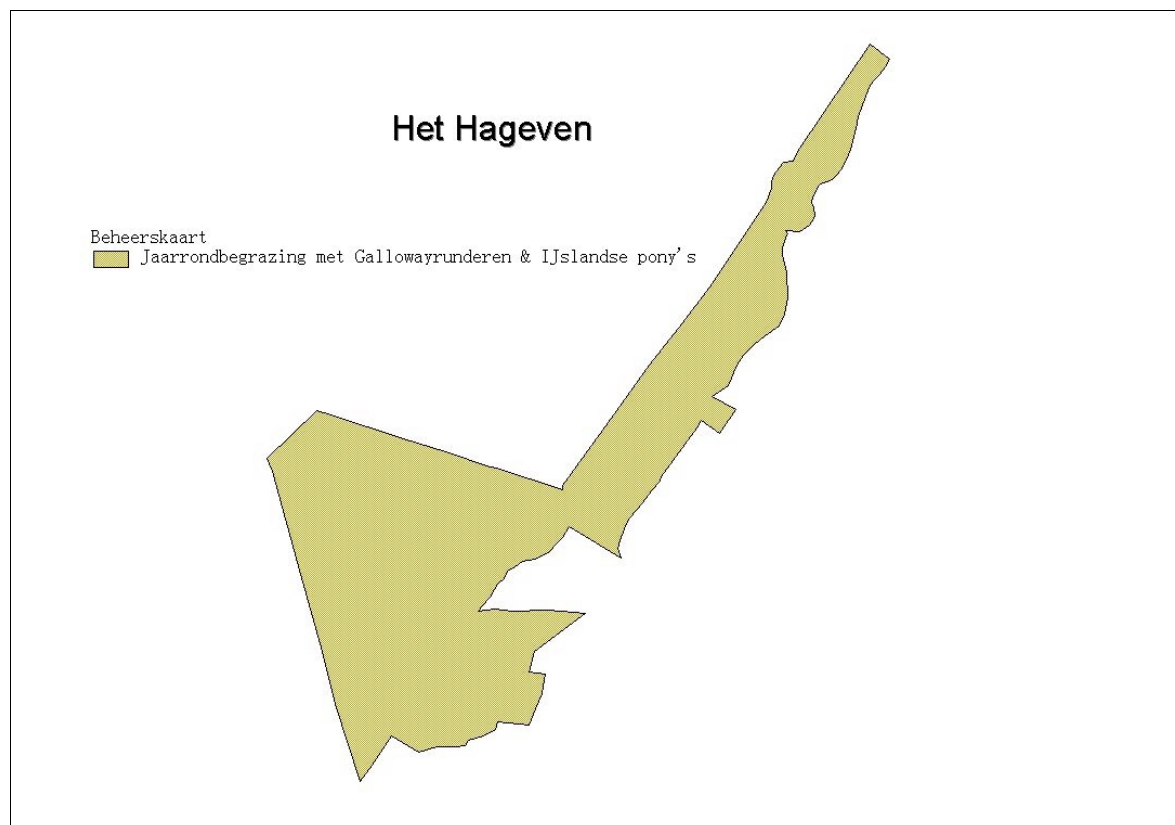 Het Hageven
Beheerskaart
Jaarrondbegrazing met Gallowayrunderen & IJslandse pony's